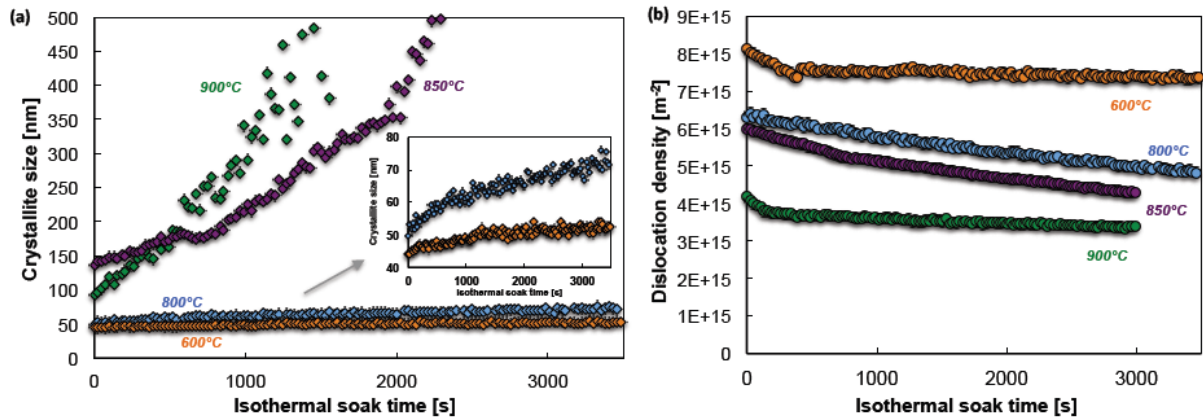 (a)
Crystallite size [nm]
500
450
400
350
300
250
200
150
100
50
0
900°C
850°C
800°C
600°C
Crystallite size [nm]
80
70
60
50
40
0
1000
2000
3000
Isothermal soak time [s]
0
1000
2000
3000
Isothermal soak time [s]
(b)
Dislocation density [m⁻²]
9E+15
8E+15
7E+15
6E+15
5E+15
4E+15
3E+15
2E+15
1E+15
0
600°C
800°C
850°C
900°C
0
1000
2000
3000
Isothermal soak time [s]